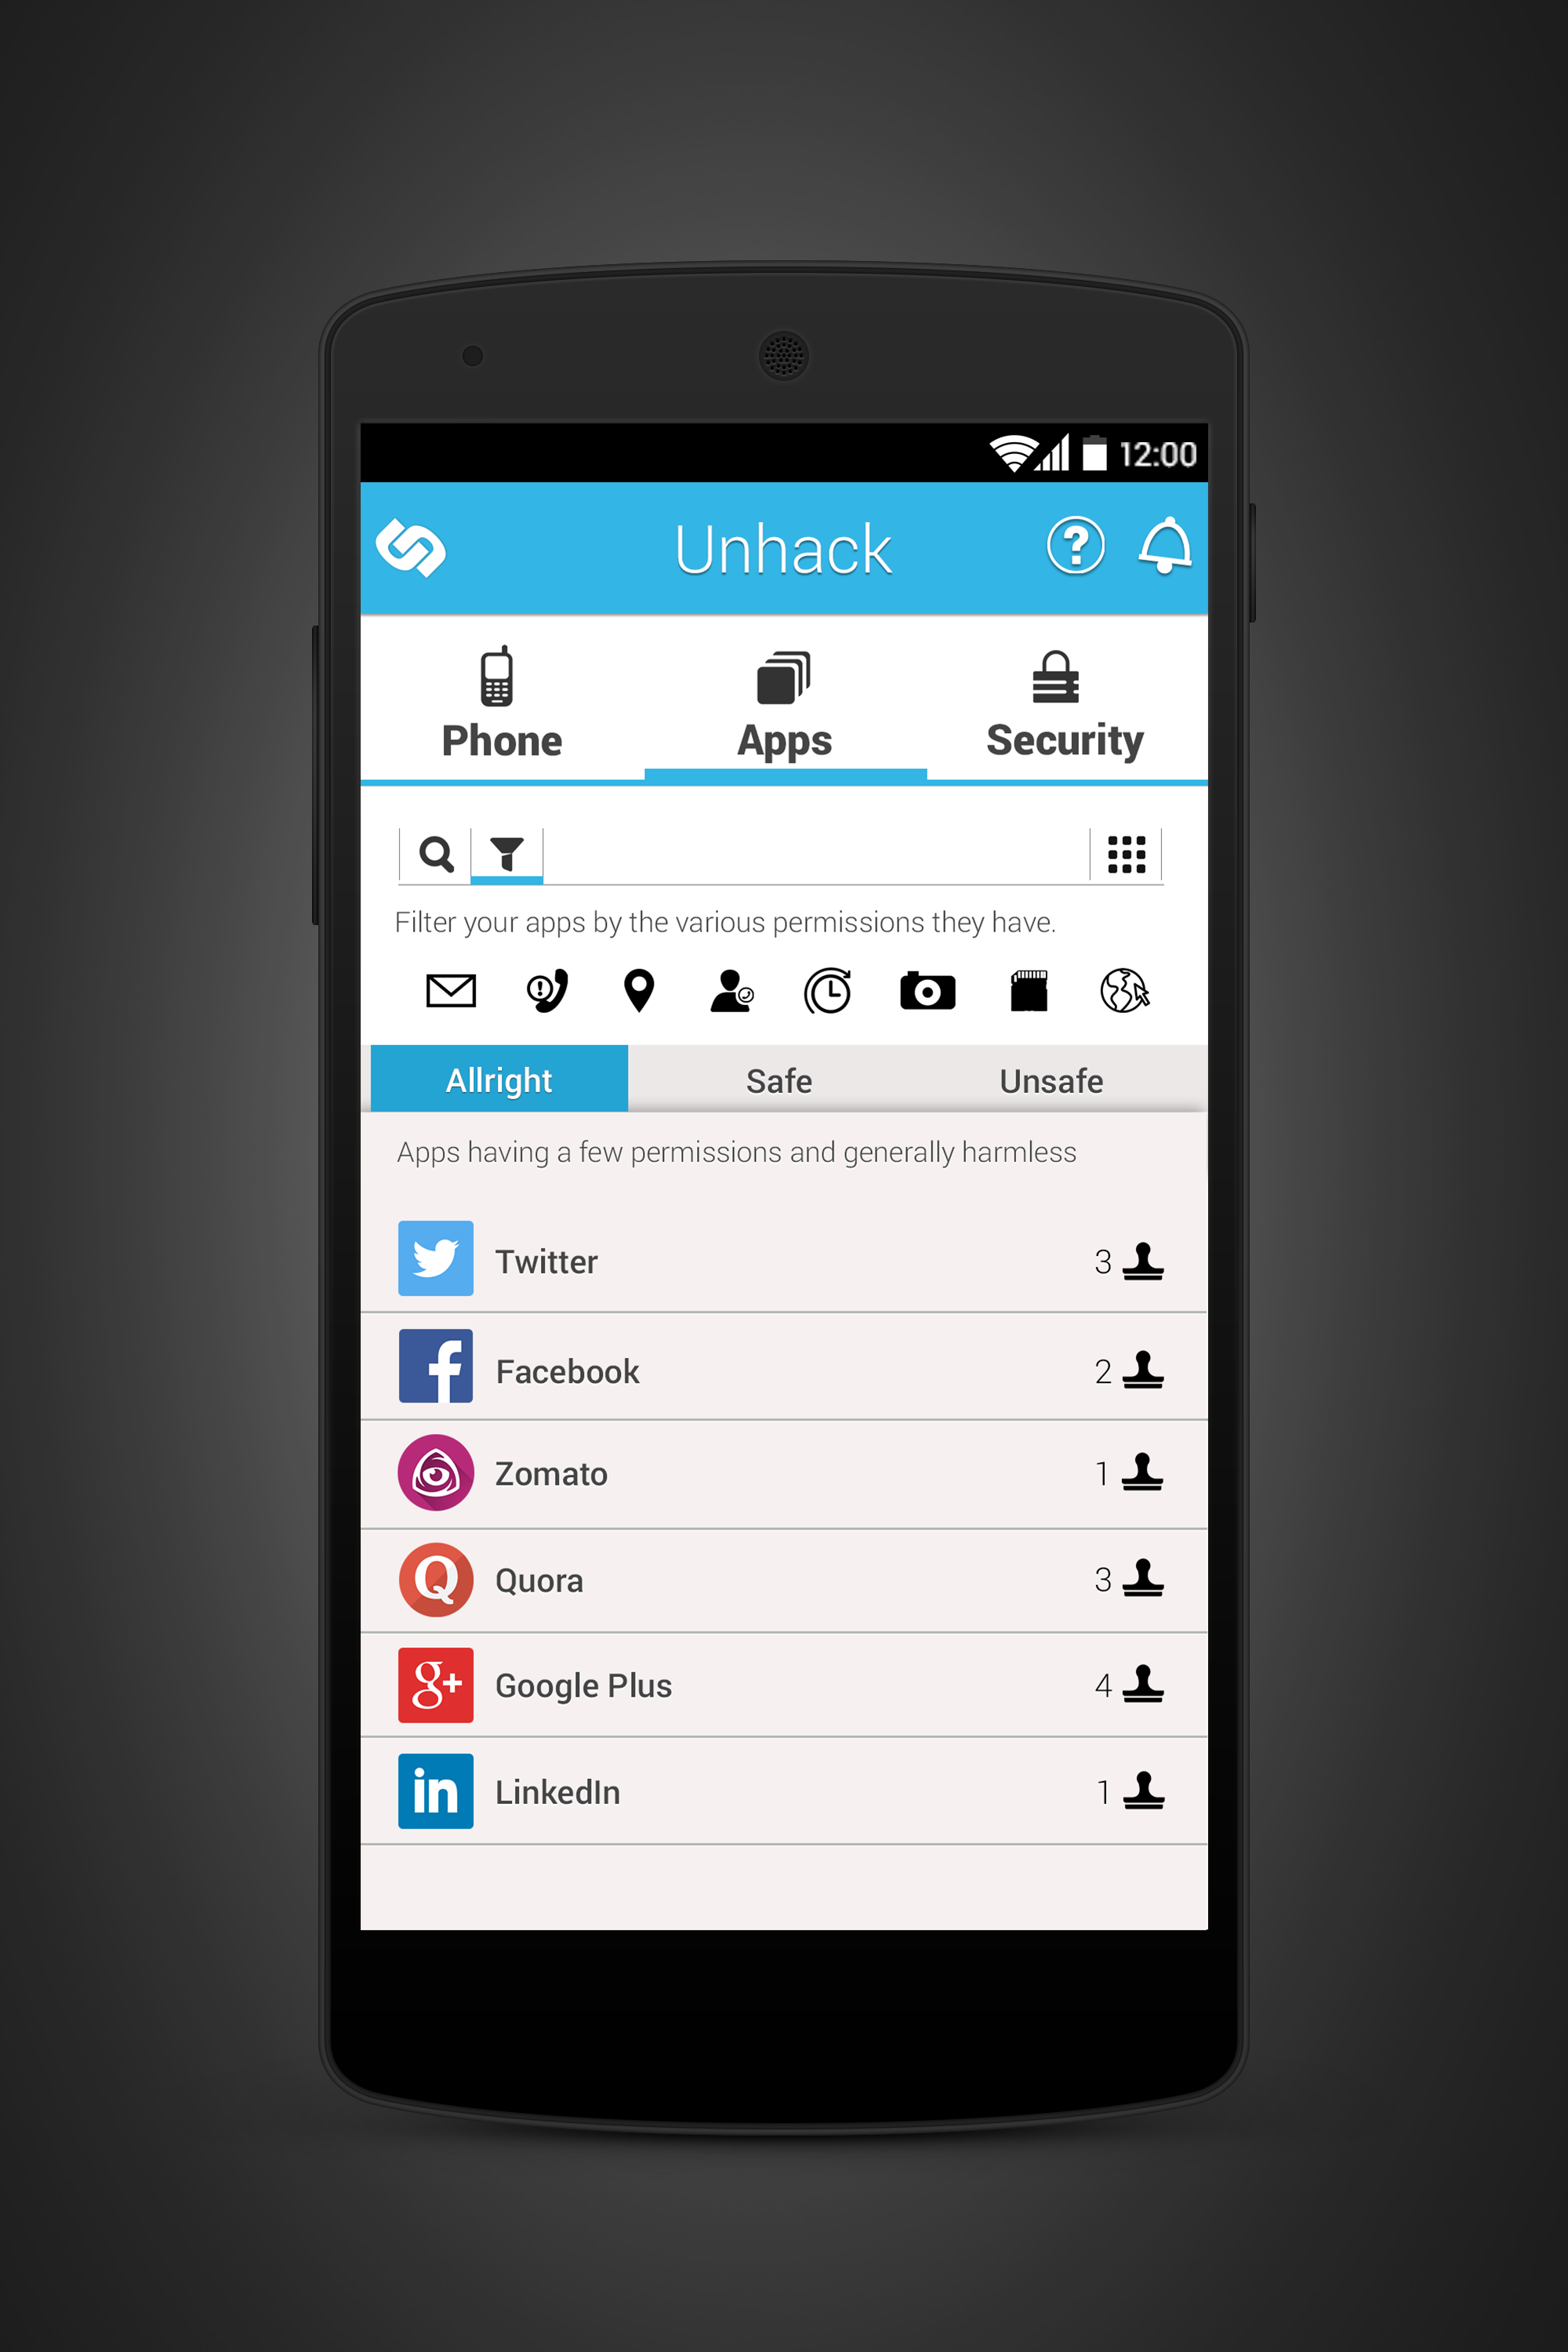 12:00
Unhack
Phone Apps Security
Filter your apps by the various permissions they have.
Allright Safe Unsafe
Apps having a few permissions and generally harmless
Twitter 3
Facebook 2
Zomato 1
Quora 3
Google Plus 4
LinkedIn 1